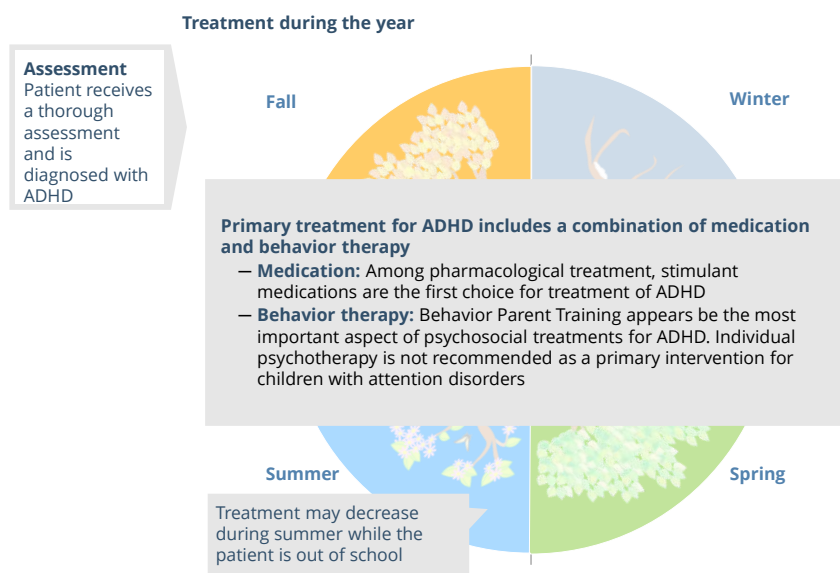 Treatment during the year
Assessment
Patient receives
a thorough
assessment
and is
diagnosed with
ADHD
Fall
Winter
Primary treatment for ADHD includes a combination of medication
and behavior therapy
– Medication: Among pharmacological treatment, stimulant
medications are the first choice for treatment of ADHD
– Behavior therapy: Behavior Parent Training appears be the most
important aspect of psychosocial treatments for ADHD. Individual
psychotherapy is not recommended as a primary intervention for
children with attention disorders
Summer
Spring
Treatment may decrease
during summer while the
patient is out of school